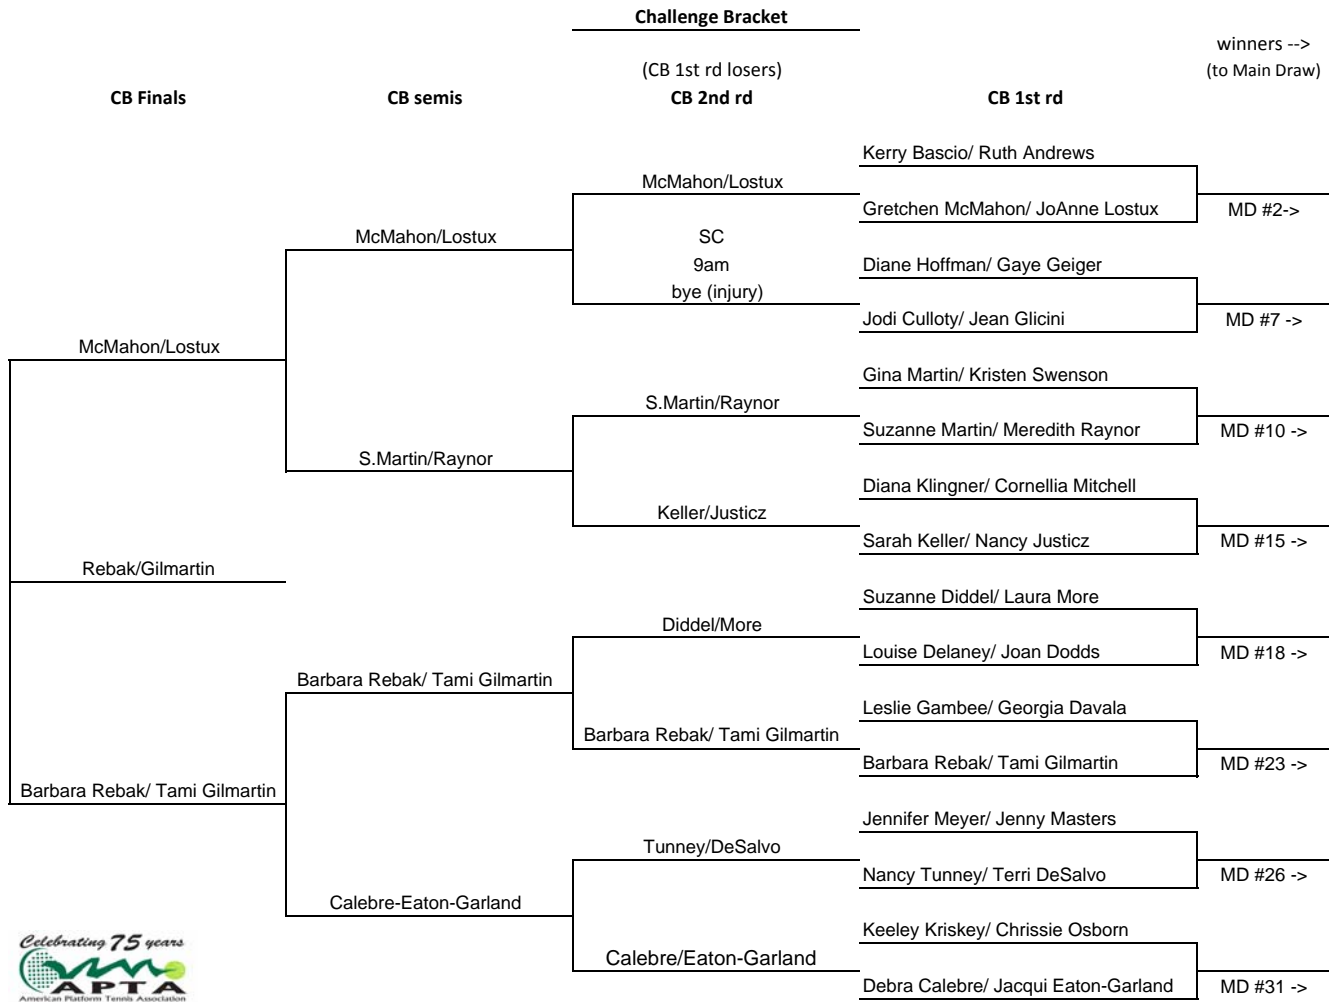 Challenge Bracket
winners -->
(CB 1st rd losers)
(to Main Draw)
CB Finals
CB semis
CB 2nd rd
CB 1st rd
Kerry Bascio/ Ruth Andrews
McMahon/Lostux
Gretchen McMahon/ JoAnne Lostux
MD #2->
McMahon/Lostux
SC
9am
Diane Hoffman/ Gaye Geiger
bye (injury)
Jodi Culloty/ Jean Glicini
MD #7 ->
McMahon/Lostux
Gina Martin/ Kristen Swenson
S.Martin/Raynor
Suzanne Martin/ Meredith Raynor
MD #10 ->
S.Martin/Raynor
Diana Klingner/ Cornellia Mitchell
Keller/Justicz
Sarah Keller/ Nancy Justicz
MD #15 ->
Rebak/Gilmartin
Suzanne Diddel/ Laura More
Diddel/More
Louise Delaney/ Joan Dodds
MD #18 ->
Barbara Rebak/ Tami Gilmartin
Leslie Gambee/ Georgia Davala
Barbara Rebak/ Tami Gilmartin
Barbara Rebak/ Tami Gilmartin
MD #23 ->
Barbara Rebak/ Tami Gilmartin
Jennifer Meyer/ Jenny Masters
Tunney/DeSalvo
Nancy Tunney/ Terri DeSalvo
MD #26 ->
Calebre-Eaton-Garland
Keeley Kriskey/ Chrissie Osborn
Calebre/Eaton-Garland
Debra Calebre/ Jacqui Eaton-Garland
MD #31 ->
Celebrating 75 years
APTA
American Platform Tennis Association